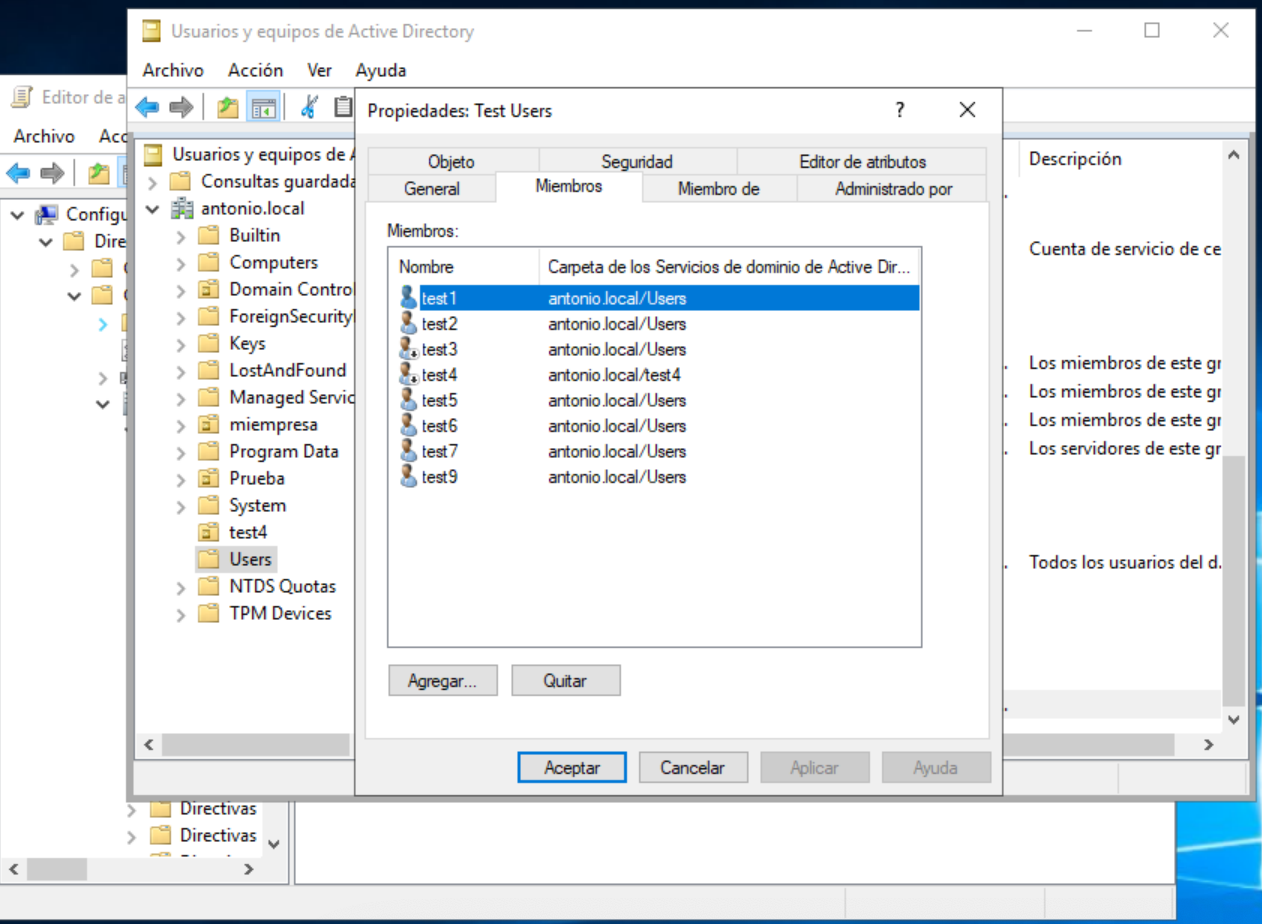 Usuarios y equipos de Active Directory
Archivo Acción Ver Ayuda
Editor de a
Archivo Acc
Configu
Dire
Directivas
Directivas
Usuarios y equipos de A
Consultas guardada
antonio.local
Builtin
Computers
Domain Control
ForeignSecurity
Keys
LostAndFound
Managed Servic
miempresa
Program Data
Prueba
System
test4
Users
NTDS Quotas
TPM Devices
Propiedades: Test Users ?
Objeto Seguridad Editor de atributos
General Miembros Miembro de Administrado por
Miembros:
Nombre Carpeta de los Servicios de dominio de Active Dir...
test1 antonio.local/Users
test2 antonio.local/Users
test3 antonio.local/Users
test4 antonio.local/test4
test5 antonio.local/Users
test6 antonio.local/Users
test7 antonio.local/Users
test9 antonio.local/Users
Agregar... Quitar
Aceptar Cancelar Aplicar Ayuda
Descripción
Cuenta de servicio de ce
Los miembros de este gr
Los miembros de este gr
Los miembros de este gr
Los servidores de este gr
Todos los usuarios del d.